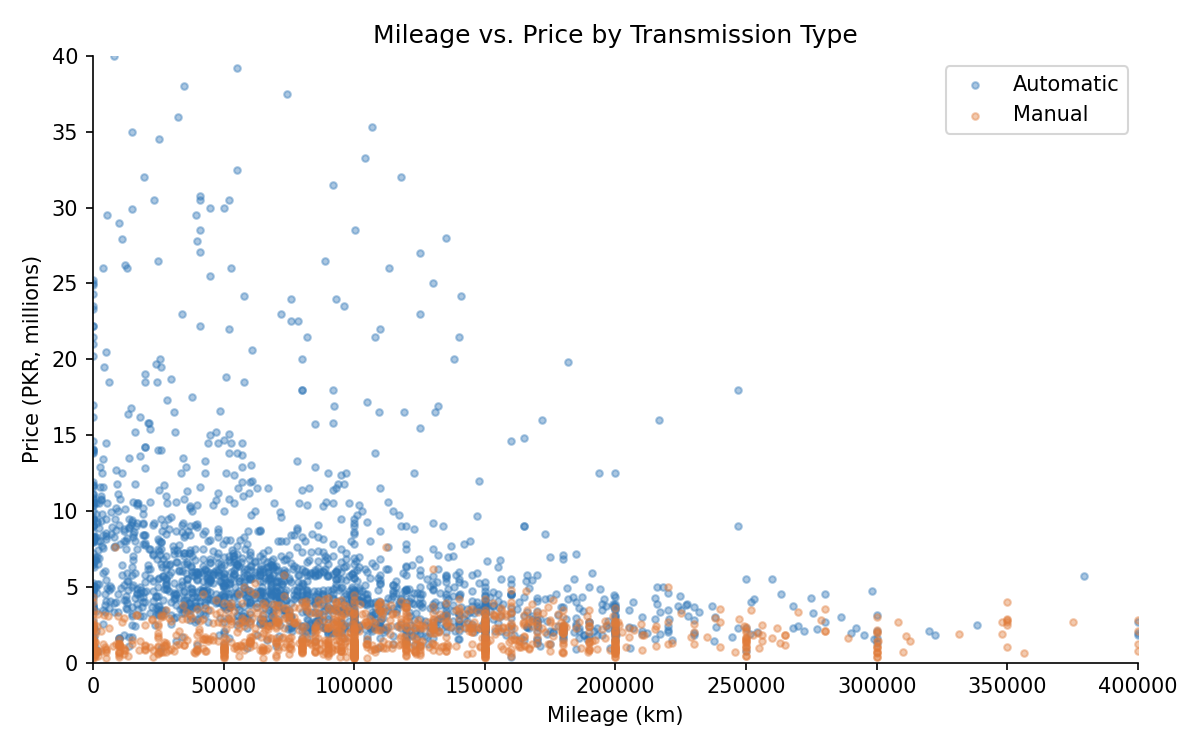 Mileage vs. Price by Transmission Type
Automatic
Manual
Price (PKR, millions)
40
35
30
25
20
15
10
5
0
0 50000 100000 150000 200000 250000 300000 350000 400000
Mileage (km)